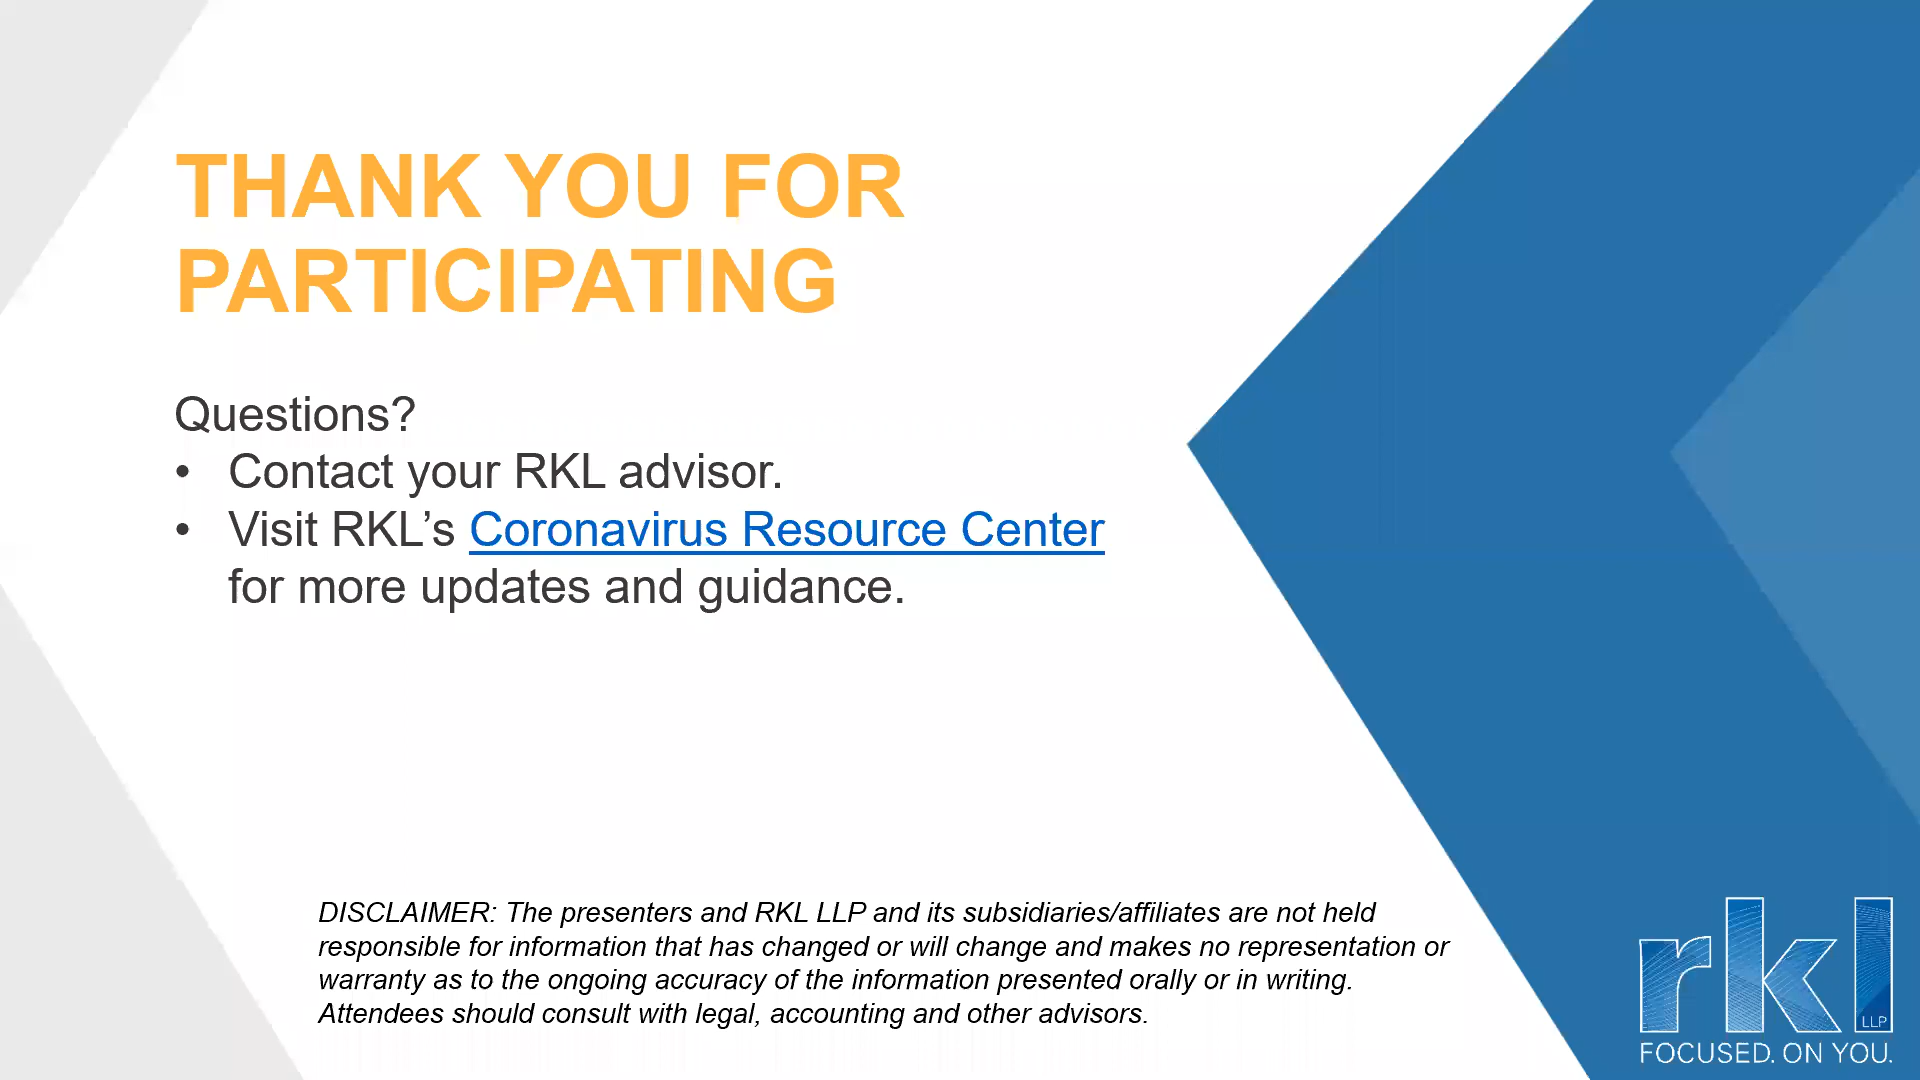 THANK YOU FOR
PARTICIPATING
Questions?
• Contact your RKL advisor.
• Visit RKL’s Coronavirus Resource Center
for more updates and guidance.
DISCLAIMER: The presenters and RKL LLP and its subsidiaries/affiliates are not held
responsible for information that has changed or will change and makes no representation or
warranty as to the ongoing accuracy of the information presented orally or in writing.
Attendees should consult with legal, accounting and other advisors.
rkl
LLP
FOCUSED. ON YOU.